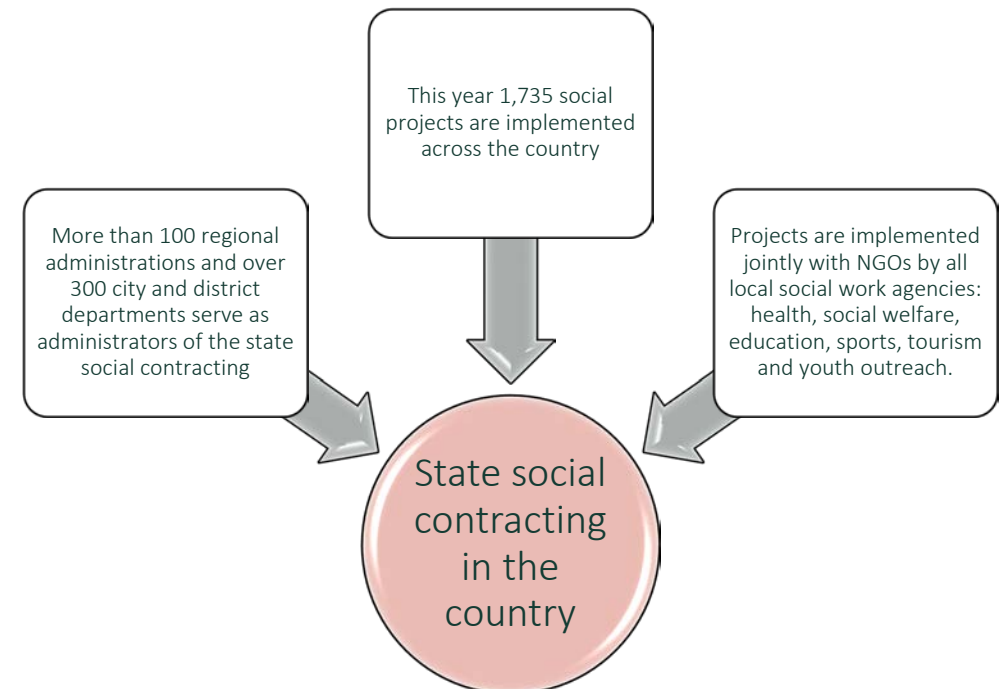 This year 1,735 social
projects are implemented
across the country
More than 100 regional
administrations and over
300 city and district
departments serve as
administrators of the state
social contracting
Projects are implemented
jointly with NGOs by all
local social work agencies:
health, social welfare,
education, sports, tourism
and youth outreach.
State social
contracting
in the
country